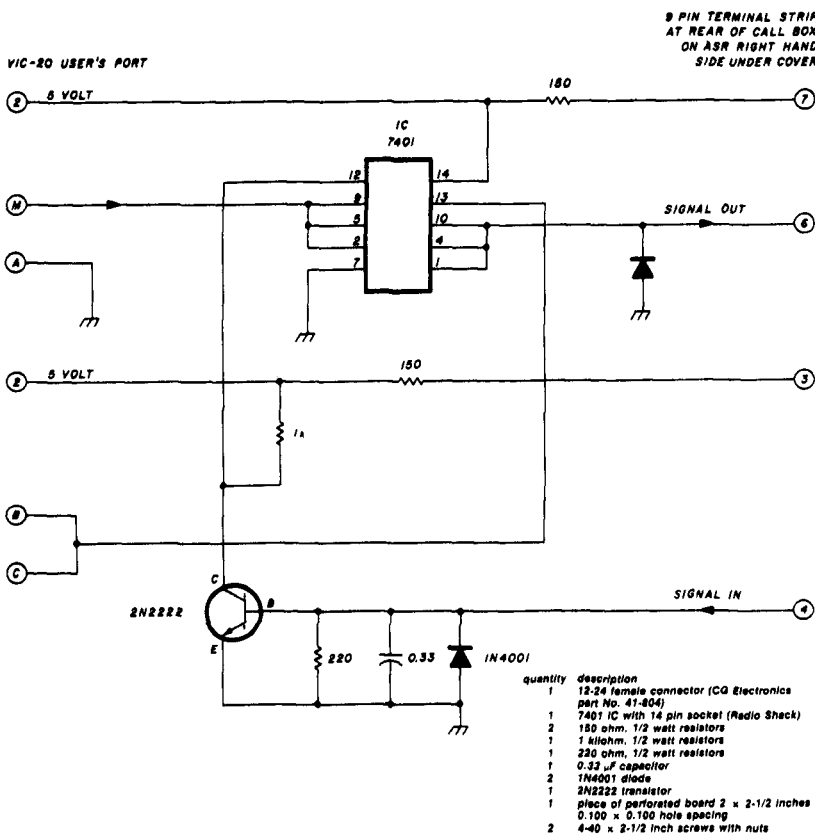 9 PIN TERMINAL STRIP
AT REAR OF CALL BOX
ON ASR RIGHT HAND
SIDE UNDER COVER
VIC-20 USER'S PORT
2 5 VOLT 150 7
IC
7401
12 14
M 9 13
5 10 SIGNAL OUT 6
2 4
A 7 1
2 5 VOLT 150 3
1k
B
C
C
2N2222 B SIGNAL IN 4
E
220 0.33 1N4001
quantity description
1 12-24 female connector (CQ Electronics
part No. 41-804)
1 7401 IC with 14 pin socket (Radio Shack)
2 150 ohm, 1/2 watt resistors
1 1 kilohm, 1/2 watt resistors
1 220 ohm, 1/2 watt resistors
1 0.33 μF capacitor
2 1N4001 diode
1 2N2222 transistor
1 piece of perforated board 2 × 2-1/2 inches
0.100 × 0.100 hole spacing
2 4-40 × 2-1/2 inch screws with nuts